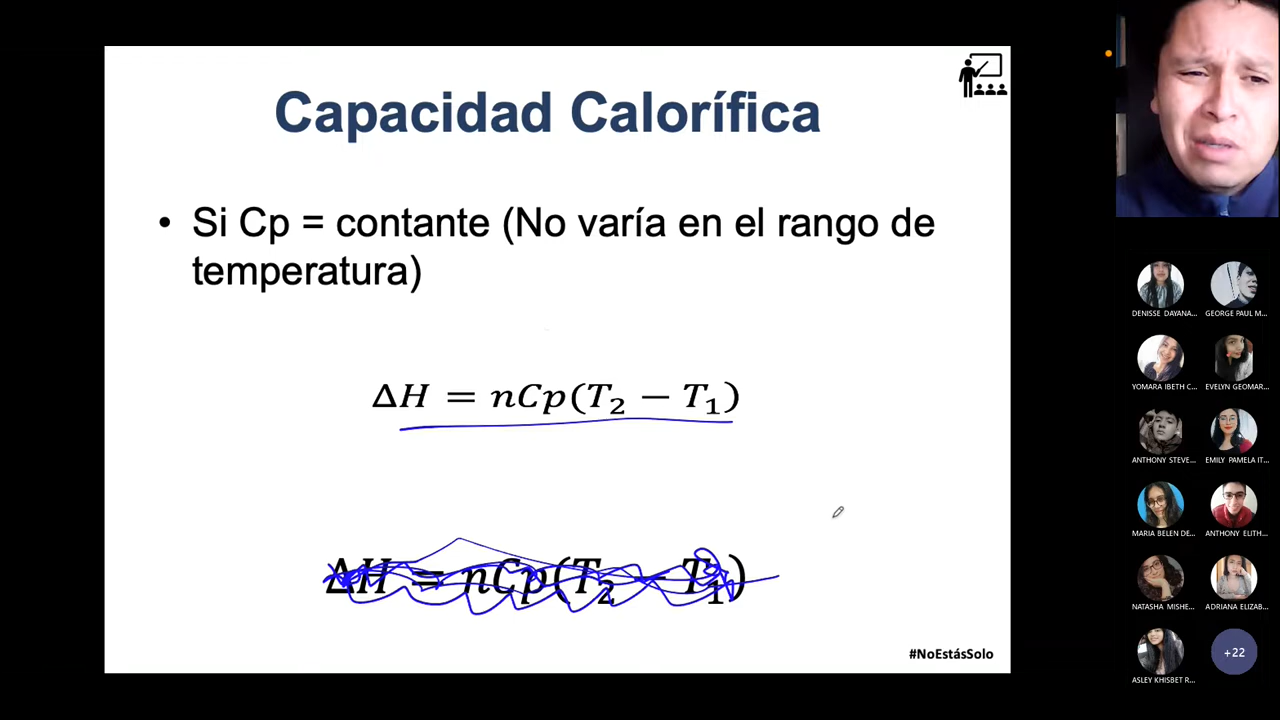 Capacidad Calorífica
• Si Cp = contante (No varía en el rango de
temperatura)
ΔH = nCp(T₂ − T₁)
ΔH = nCp(T₂ − T₁)
#NoEstásSolo
DENISSE DAYANA...
GEORGE PAUL M...
YOMARA IBETH C...
EVELYN GEOMAR...
ANTHONY STEVE...
EMILY PAMELA IT...
MARIA BELEN DE...
ANTHONY ELITH...
NATASHA MISHE...
ADRIANA ELIZAB...
ASLEY KHISBET R...
+22